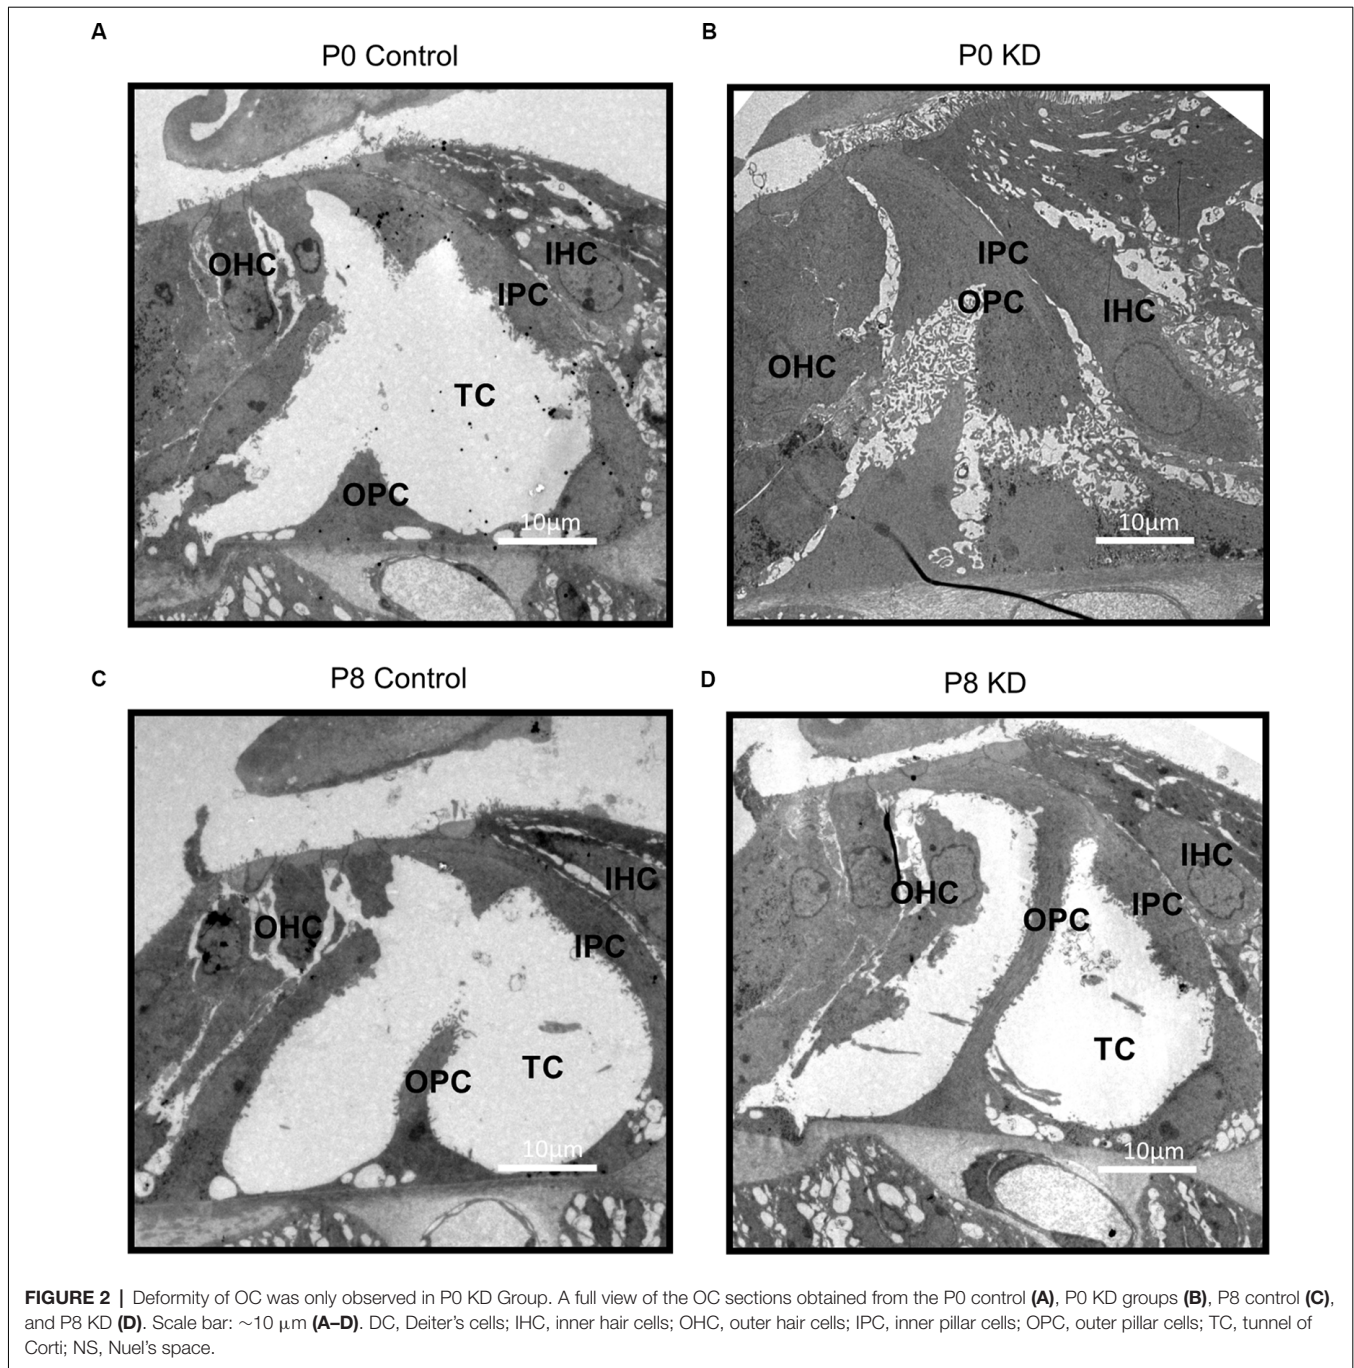 A
P0 Control
OHC
IHC
IPC
TC
OPC
10μm
B
P0 KD
IPC
OPC
IHC
OHC
10μm
C
P8 Control
IHC
OHC
IPC
TC
OPC
10μm
D
P8 KD
IHC
OHC
IPC
OPC
TC
10μm
FIGURE 2 | Deformity of OC was only observed in P0 KD Group. A full view of the OC sections obtained from the P0 control (A), P0 KD groups (B), P8 control (C),
and P8 KD (D). Scale bar: ∼10 μm (A–D). DC, Deiter's cells; IHC, inner hair cells; OHC, outer hair cells; IPC, inner pillar cells; OPC, outer pillar cells; TC, tunnel of
Corti; NS, Nuel's space.